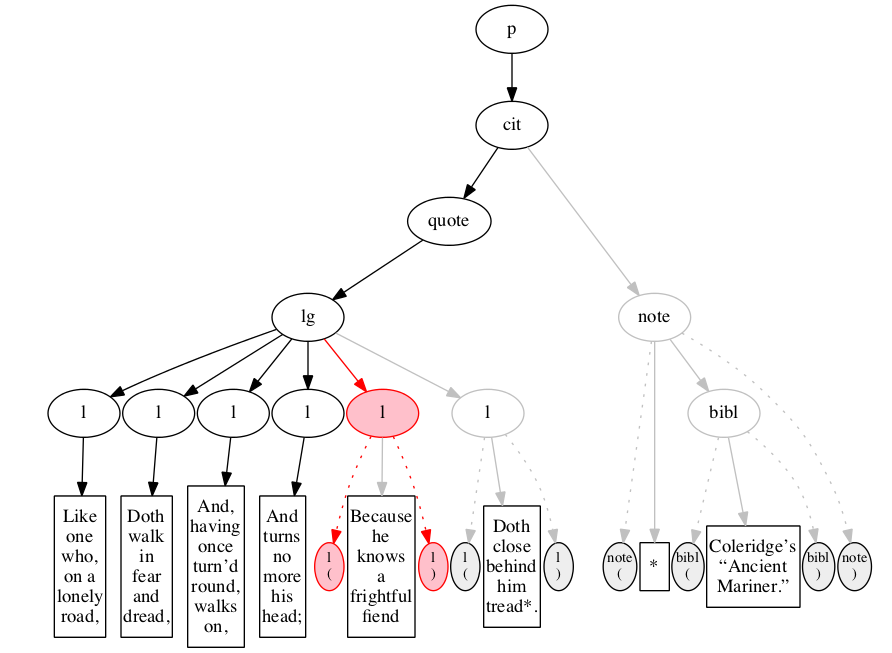 p
cit
quote
lg
note
l
l
l
l
l
l
bibl
Like
one
who,
on a
lonely
road,
Doth
walk
in
fear
and
dread,
And,
having
once
turn’d
round,
walks
on,
And
turns
no
more
his
head;
l
(
Because
he
knows
a
frightful
fiend
l
)
l
(
Doth
close
behind
him
tread*.
l
)
note
(
*
bibl
(
Coleridge’s
“Ancient
Mariner.”
bibl
)
note
)